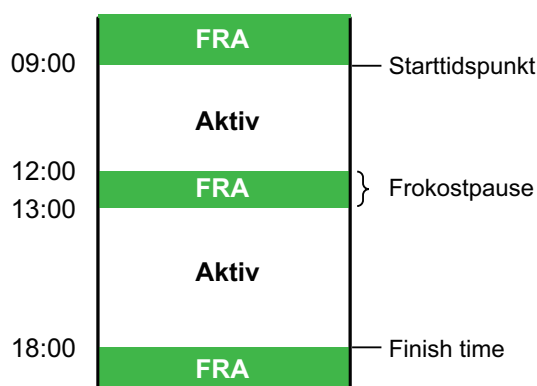 FRA
09:00
Starttidspunkt
Aktiv
12:00
FRA
Frokostpause
13:00
Aktiv
18:00
Finish time
FRA